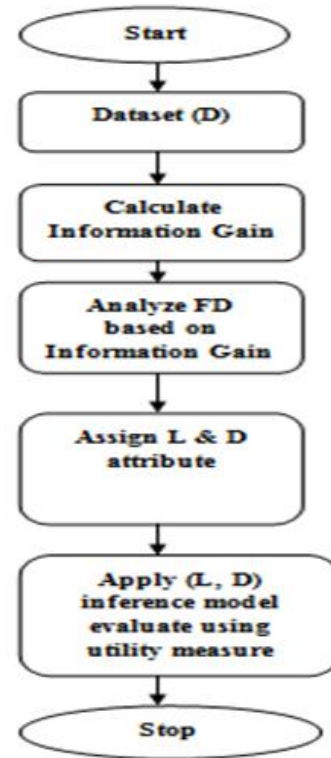 Start
Dataset (D)
Calculate
Information Gain
Analyze FD
based on
Information Gain
Assign L & D
attribute
Apply (L, D)
inference model
evaluate using
utility measure
Stop